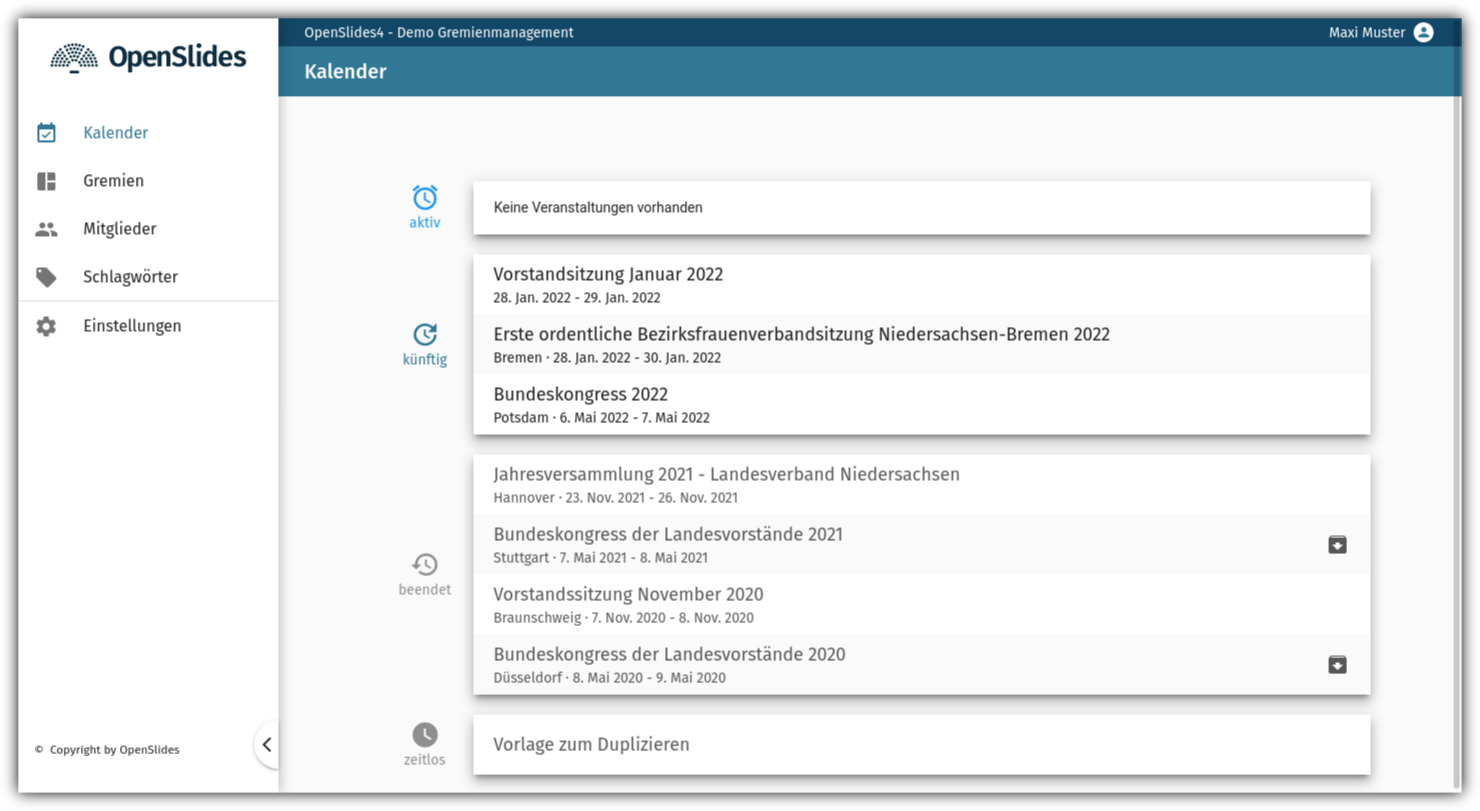 OpenSlides
OpenSlides4 - Demo Gremienmanagement
Maxi Muster
Kalender
Kalender
Gremien
Mitglieder
Schlagwörter
Einstellungen
aktiv
Keine Veranstaltungen vorhanden
künftig
Vorstandsitzung Januar 2022
28. Jan. 2022 - 29. Jan. 2022
Erste ordentliche Bezirksfrauenverbandsitzung Niedersachsen-Bremen 2022
Bremen · 28. Jan. 2022 - 30. Jan. 2022
Bundeskongress 2022
Potsdam · 6. Mai 2022 - 7. Mai 2022
beendet
Jahresversammlung 2021 - Landesverband Niedersachsen
Hannover · 23. Nov. 2021 - 26. Nov. 2021
Bundeskongress der Landesvorstände 2021
Stuttgart · 7. Mai 2021 - 8. Mai 2021
Vorstandssitzung November 2020
Braunschweig · 7. Nov. 2020 - 8. Nov. 2020
Bundeskongress der Landesvorstände 2020
Düsseldorf · 8. Mai 2020 - 9. Mai 2020
zeitlos
Vorlage zum Duplizieren
© Copyright by OpenSlides